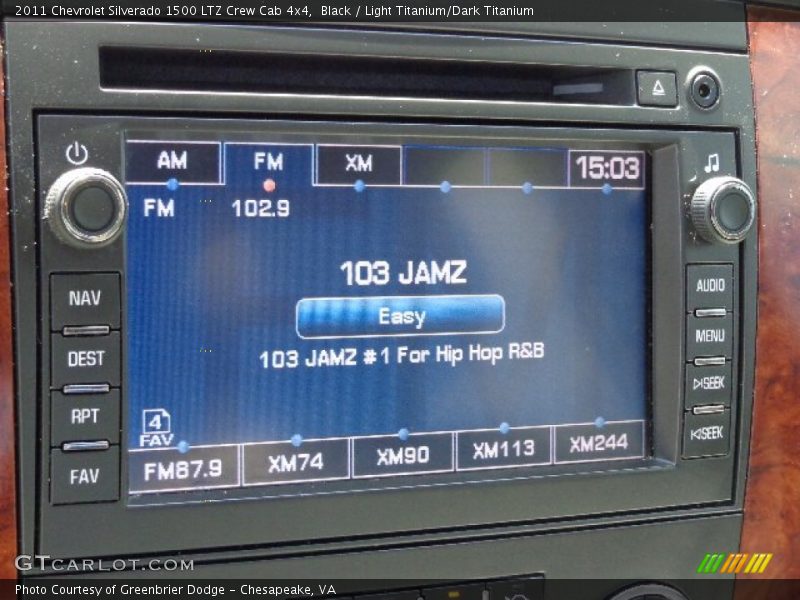 2011 Chevrolet Silverado 1500 LTZ Crew Cab 4x4, Black / Light Titanium/Dark Titanium
AM FM XM 15:03
FM 102.9
103 JAMZ
Easy
103 JAMZ #1 For Hip Hop R&B
4
FAV
FM87.9 XM74 XM90 XM113 XM244
NAV
DEST
RPT
FAV
AUDIO
MENU
SEEK
SEEK
GTCARLOT.COM
Photo Courtesy of Greenbrier Dodge - Chesapeake, VA